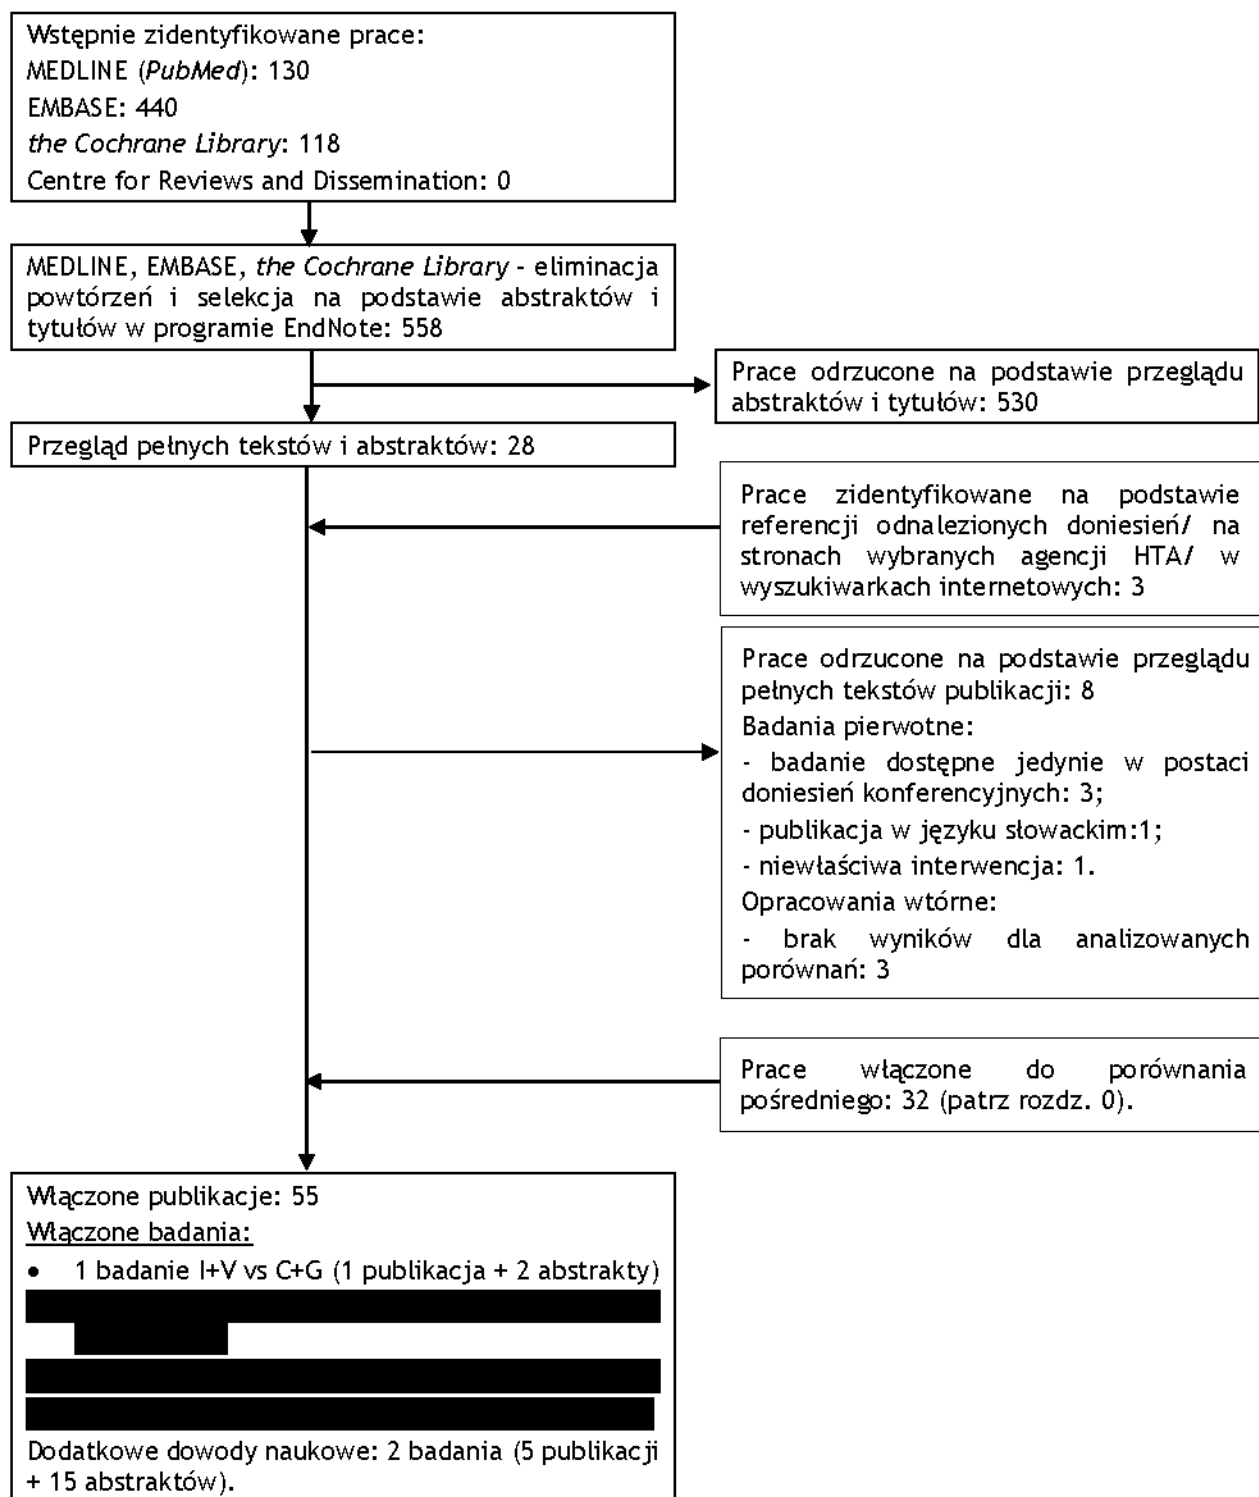 Wstępnie zidentyfikowane prace:
MEDLINE (PubMed): 130
EMBASE: 440
the Cochrane Library: 118
Centre for Reviews and Dissemination: 0
MEDLINE, EMBASE, the Cochrane Library - eliminacja
powtórzeń i selekcja na podstawie abstraktów i
tytułów w programie EndNote: 558
Prace odrzucone na podstawie przeglądu
abstraktów i tytułów: 530
Przegląd pełnych tekstów i abstraktów: 28
Prace zidentyfikowane na podstawie
referencji odnalezionych doniesień/ na
stronach wybranych agencji HTA/ w
wyszukiwarkach internetowych: 3
Prace odrzucone na podstawie przeglądu
pełnych tekstów publikacji: 8
Badania pierwotne:
- badanie dostępne jedynie w postaci
doniesień konferencyjnych: 3;
- publikacja w języku słowackim:1;
- niewłaściwa interwencja: 1.
Opracowania wtórne:
- brak wyników dla analizowanych
porównań: 3
Prace włączone do porównania
pośredniego: 32 (patrz rozdz. 0).
Włączone publikacje: 55
Włączone badania:
• 1 badanie I+V vs C+G (1 publikacja + 2 abstrakty)
Dodatkowe dowody naukowe: 2 badania (5 publikacji
+ 15 abstraktów).